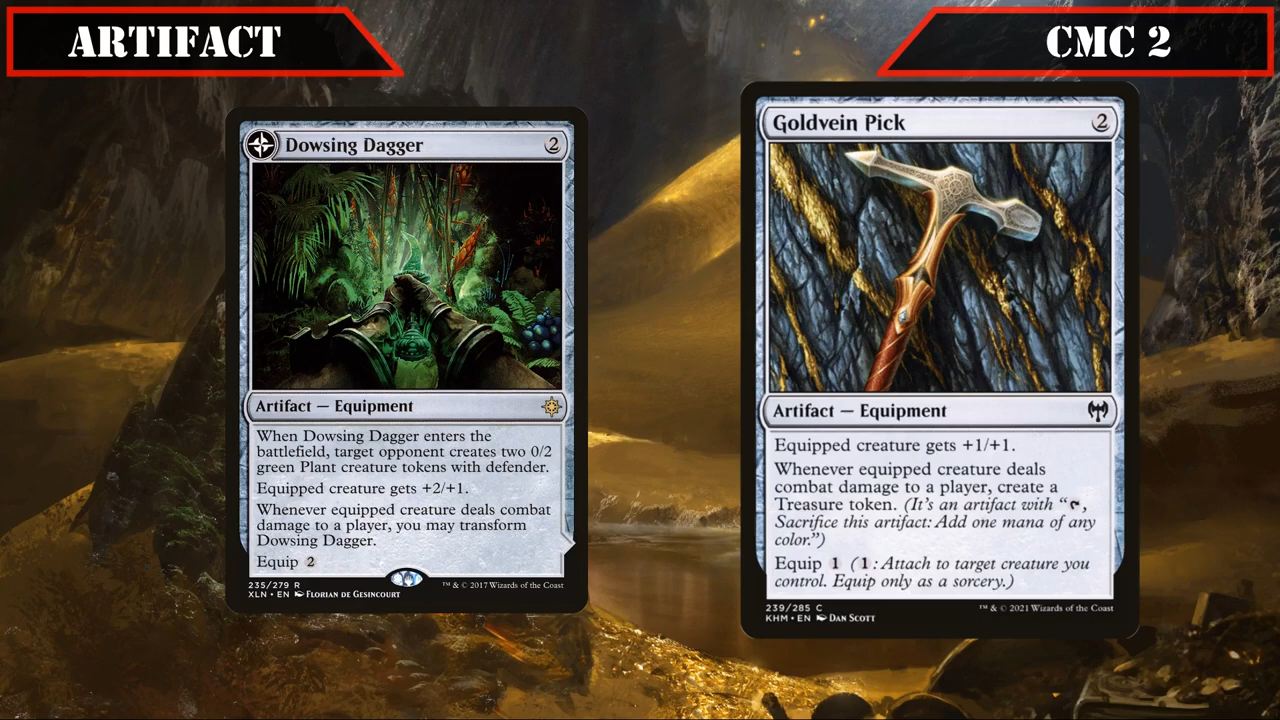 ARTIFACT
CMC 2
Dowsing Dagger 2
Artifact — Equipment
When Dowsing Dagger enters the
battlefield, target opponent creates two 0/2
green Plant creature tokens with defender.
Equipped creature gets +2/+1.
Whenever equipped creature deals combat
damage to a player, you may transform
Dowsing Dagger.
Equip 2
235/279 R
XLN • EN Florian de Gesincourt
™ & © 2017 Wizards of the Coast
Goldvein Pick 2
Artifact — Equipment
Equipped creature gets +1/+1.
Whenever equipped creature deals
combat damage to a player, create a
Treasure token. (It's an artifact with “,
Sacrifice this artifact: Add one mana of any
color.”)
Equip 1 (1: Attach to target creature you
control. Equip only as a sorcery.)
239/285 C
KHM • EN Dan Scott
™ & © 2021 Wizards of the Coast